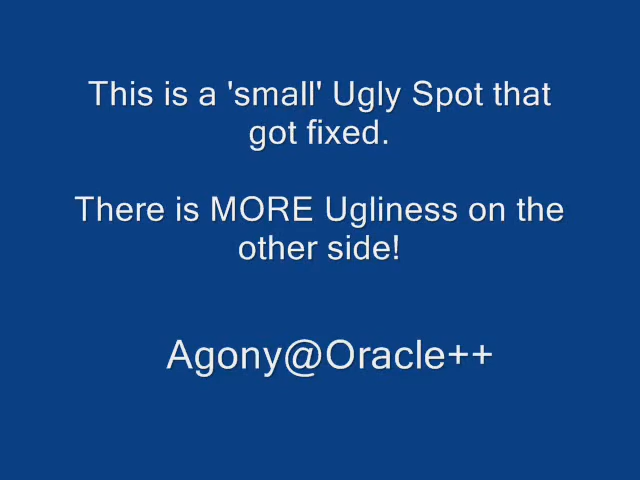 This is a 'small' Ugly Spot that
got fixed.
There is MORE Ugliness on the
other side!
Agony@Oracle++